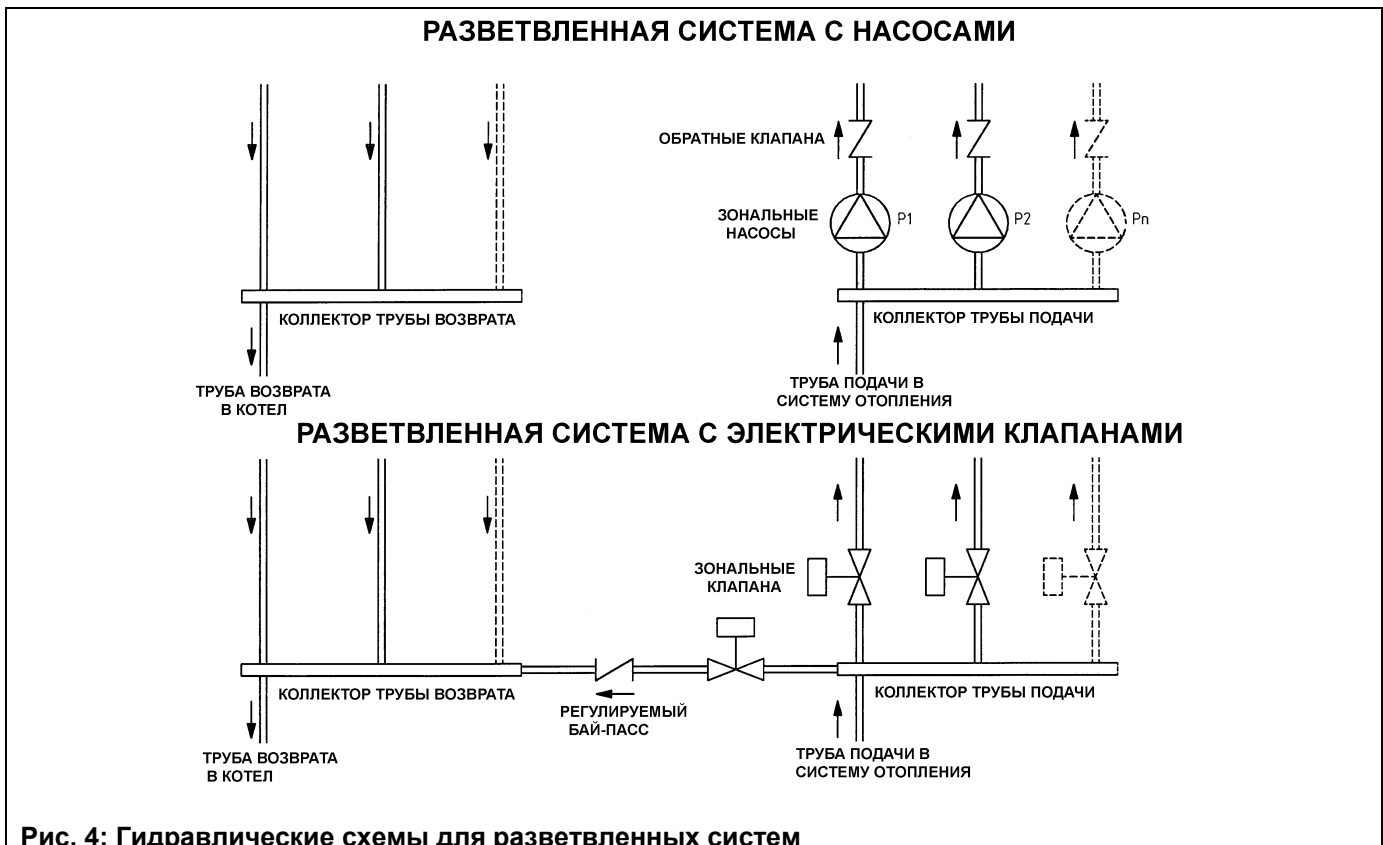 РАЗВЕТВЛЕННАЯ СИСТЕМА С НАСОСАМИ
ОБРАТНЫЕ КЛАПАНА
ЗОНАЛЬНЫЕ
НАСОСЫ
P1
P2
Pn
КОЛЛЕКТОР ТРУБЫ ВОЗВРАТА
КОЛЛЕКТОР ТРУБЫ ПОДАЧИ
ТРУБА ВОЗВРАТА
В КОТЕЛ
ТРУБА ПОДАЧИ В
СИСТЕМУ ОТОПЛЕНИЯ
РАЗВЕТВЛЕННАЯ СИСТЕМА С ЭЛЕКТРИЧЕСКИМИ КЛАПАНАМИ
ЗОНАЛЬНЫЕ
КЛАПАНА
КОЛЛЕКТОР ТРУБЫ ВОЗВРАТА
РЕГУЛИРУЕМЫЙ
БАЙ-ПАСС
КОЛЛЕКТОР ТРУБЫ ПОДАЧИ
ТРУБА ВОЗВРАТА
В КОТЕЛ
ТРУБА ПОДАЧИ В
СИСТЕМУ ОТОПЛЕНИЯ
Рис. 4: Гидравлические схемы для разветвленных систем